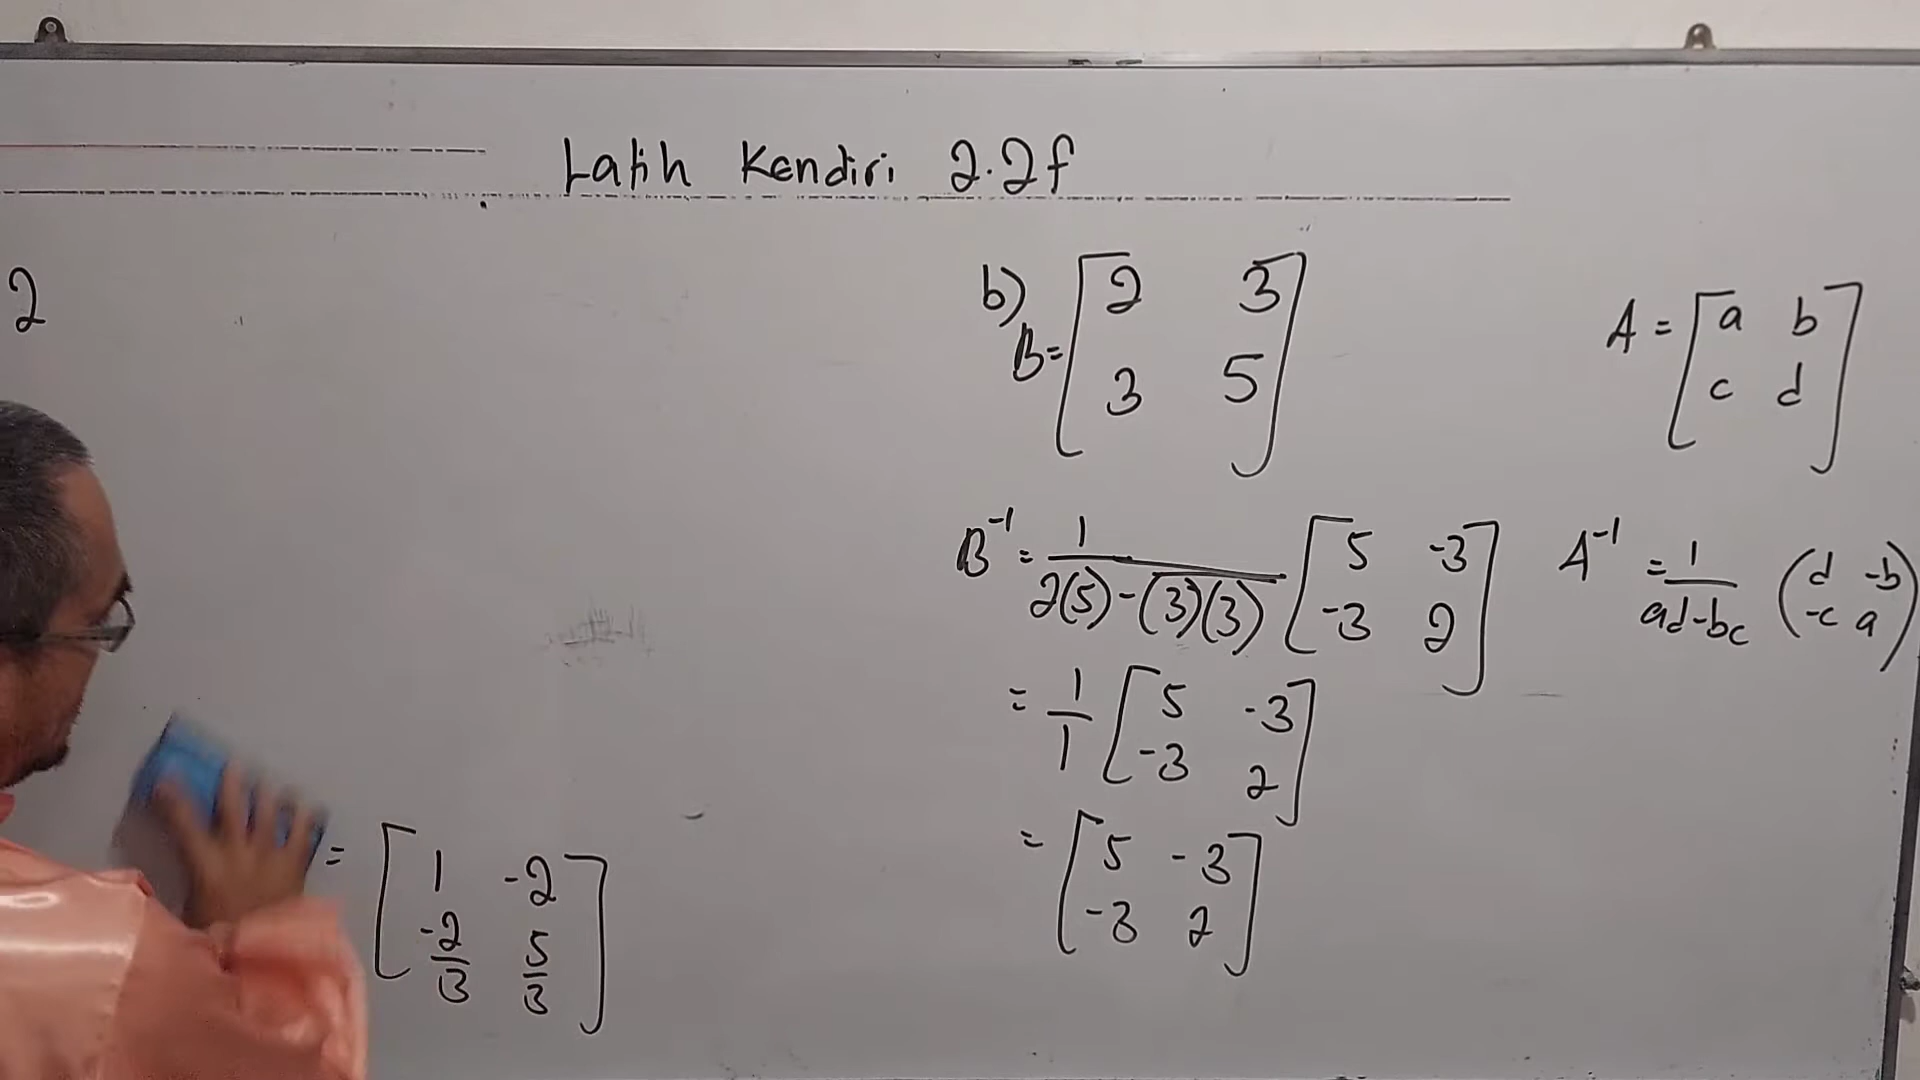 Latih Kendiri 2.2f
2
= [1 -2
-2/3 5/3]
b)
B= [2 3
3 5]
B⁻¹ = 1/(2(5)-(3)(3)) [5 -3
-3 2]
= 1/1 [5 -3
-3 2]
= [5 -3
-3 2]
A = [a b
c d]
A⁻¹ = 1/(ad-bc) (d -b
-c a)